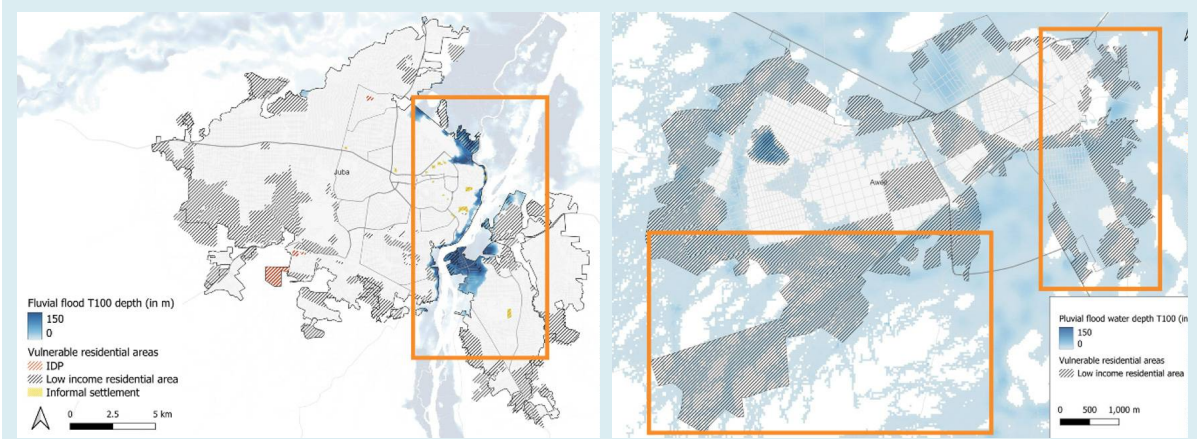 Juba
Fluvial flood T100 depth (in m)
150
0
Vulnerable residential areas
IDP
Low income residential area
Informal settlement
0 2.5 5 km
Pluvial flood water depth T100 (in
150
0
Vulnerable residential areas
Low income residential area
0 500 1,000 m